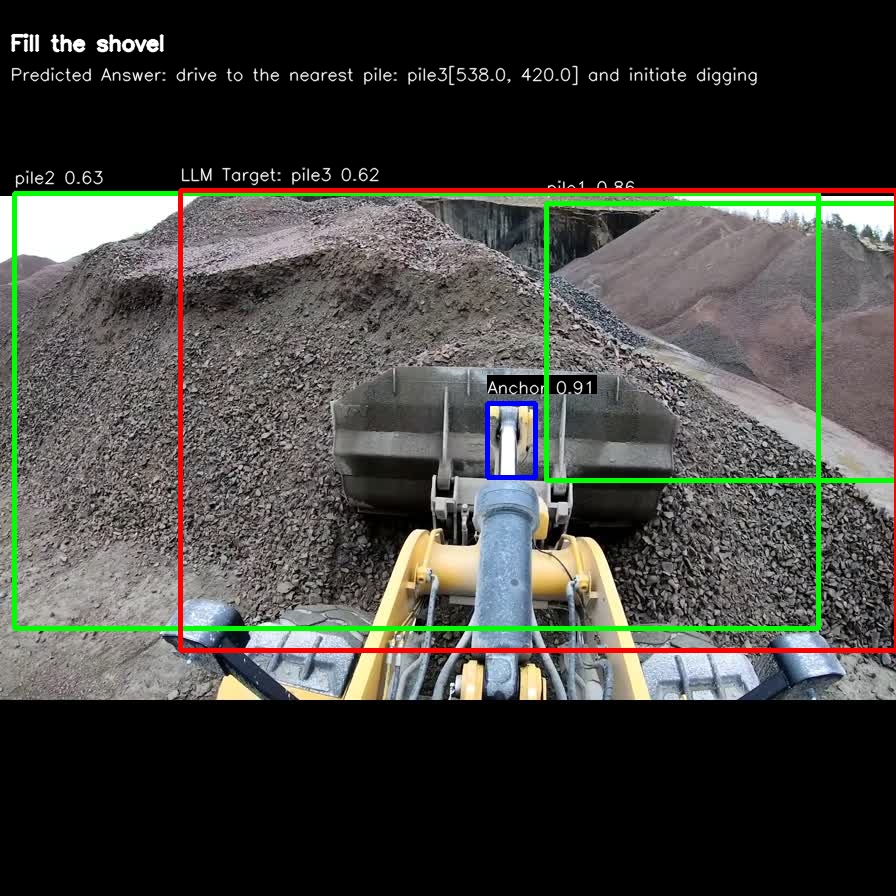 Fill the shovel
Predicted Answer: drive to the nearest pile: pile3[538.0, 420.0] and initiate digging
pile2 0.63
LLM Target: pile3 0.62
pile1 0.86
Anchor 0.91